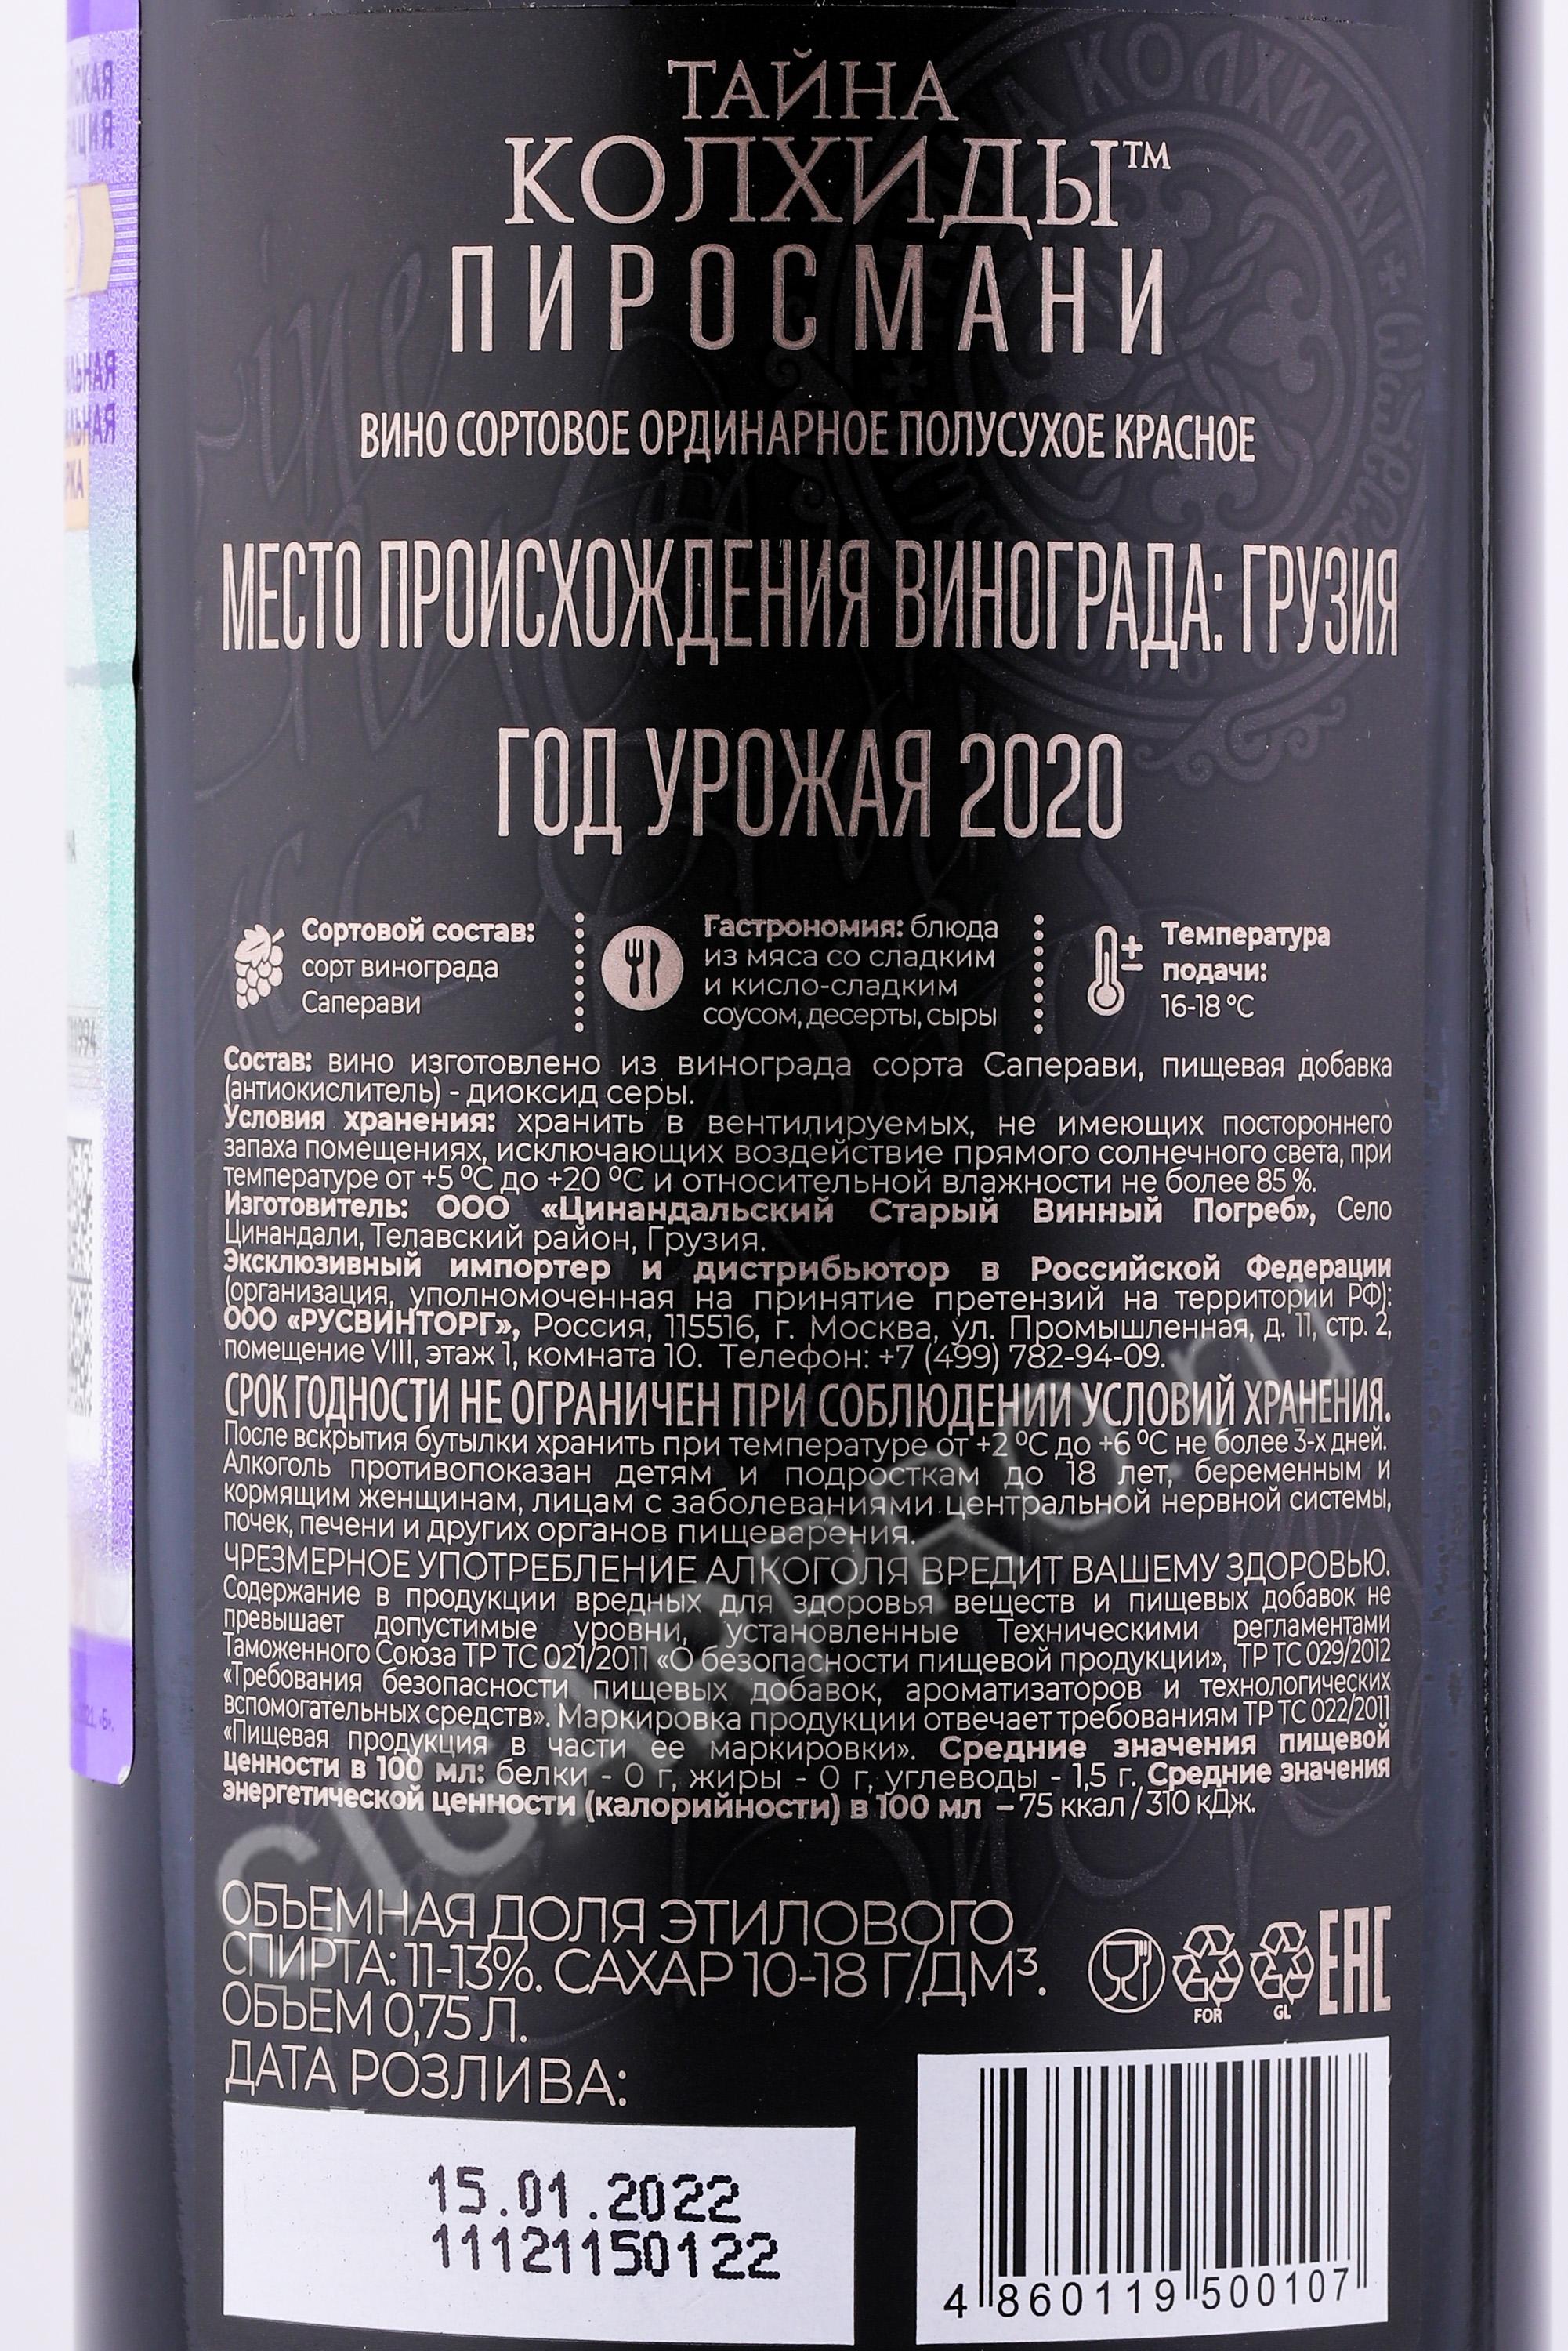 ТАЙНА
КОЛХИДЫ™
ПИРОСМАНИ
ВИНО СОРТОВОЕ ОРДИНАРНОЕ ПОЛУСУХОЕ КРАСНОЕ
МЕСТО ПРОИСХОЖДЕНИЯ ВИНОГРАДА: ГРУЗИЯ
ГОД УРОЖАЯ 2020
Сортовой состав:
сорт винограда
Саперави
Гастрономия: блюда
из мяса со сладким
и кисло-сладким
соусом, десерты, сыры
Температура
подачи:
16-18 °C
Состав: вино изготовлено из винограда сорта Саперави, пищевая добавка
(антиокислитель) - диоксид серы.
Условия хранения: хранить в вентилируемых, не имеющих постороннего
запаха помещениях, исключающих воздействие прямого солнечного света, при
температуре от +5 °C до +20 °C и относительной влажности не более 85 %.
Изготовитель: ООО «Цинандальский Старый Винный Погреб», Село
Цинандали, Телавский район, Грузия.
Эксклюзивный импортер и дистрибьютор в Российской Федерации
(организация, уполномоченная на принятие претензий на территории РФ):
ООО «РУСВИНТОРГ», Россия, 115516, г. Москва, ул. Промышленная, д. 11, стр. 2,
помещение VIII, этаж 1, комната 10. Телефон: +7 (499) 782-94-09.
СРОК ГОДНОСТИ НЕ ОГРАНИЧЕН ПРИ СОБЛЮДЕНИИ УСЛОВИЙ ХРАНЕНИЯ.
После вскрытия бутылки хранить при температуре от +2 °C до +6 °C не более 3-х дней.
Алкоголь противопоказан детям и подросткам до 18 лет, беременным и
кормящим женщинам, лицам с заболеваниями центральной нервной системы,
почек, печени и других органов пищеварения.
ЧРЕЗМЕРНОЕ УПОТРЕБЛЕНИЕ АЛКОГОЛЯ ВРЕДИТ ВАШЕМУ ЗДОРОВЬЮ.
Содержание в продукции вредных для здоровья веществ и пищевых добавок не
превышает допустимые уровни, установленные Техническими регламентами
Таможенного Союза ТР ТС 021/2011 «О безопасности пищевой продукции», ТР ТС 029/2012
«Требования безопасности пищевых добавок, ароматизаторов и технологических
вспомогательных средств». Маркировка продукции отвечает требованиям ТР ТС 022/2011
«Пищевая продукция в части ее маркировки». Средние значения пищевой
ценности в 100 мл: белки - 0 г, жиры - 0 г, углеводы - 1,5 г. Средние значения
энергетической ценности (калорийности) в 100 мл – 75 ккал / 310 кДж.
CIGARPRO.ru
ОБЪЕМНАЯ ДОЛЯ ЭТИЛОВОГО
СПИРТА: 11-13%. САХАР 10-18 Г/ДМ³.
ОБЪЕМ 0,75 Л.
FOR
GL
EAC
ДАТА РОЗЛИВА:
15.01.2022
11121150122
4 860119 500107